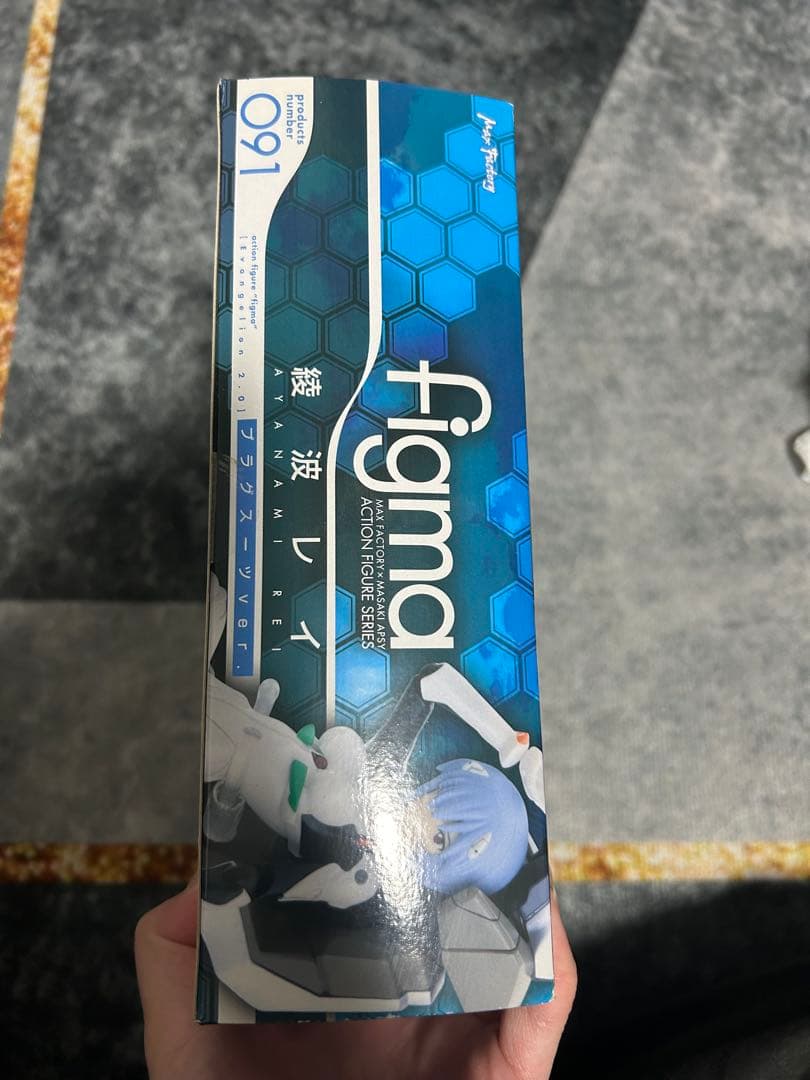 Max Factory
products number
091
figma
MAX FACTORY × MASAKI APSY
ACTION FIGURE SERIES
綾波レイ
AYANAMI REI
action figure "figma"
[Evangelion 2.0]
プラグスーツver.